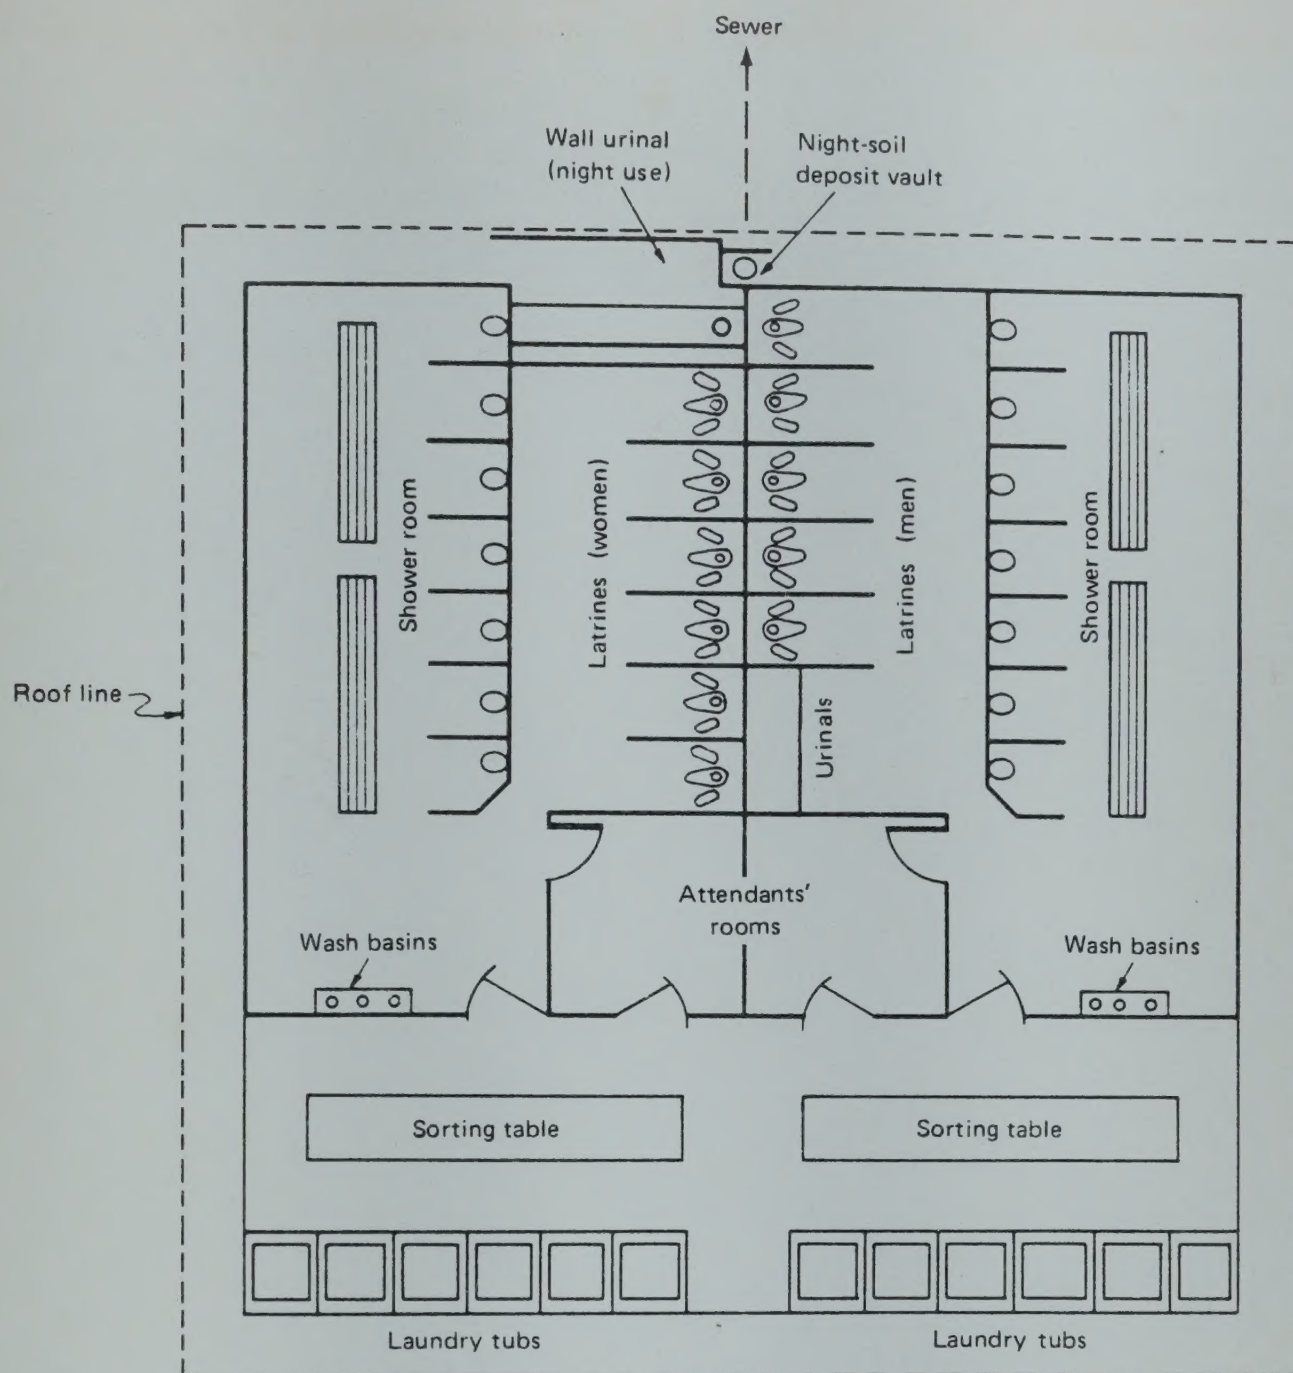 Sewer
Wall urinal
(night use)
Night-soil
deposit vault
Shower room
Latrines (women)
Latrines (men)
Shower room
Roof line
Urinals
Attendants'
rooms
Wash basins
Wash basins
Sorting table
Sorting table
Laundry tubs
Laundry tubs